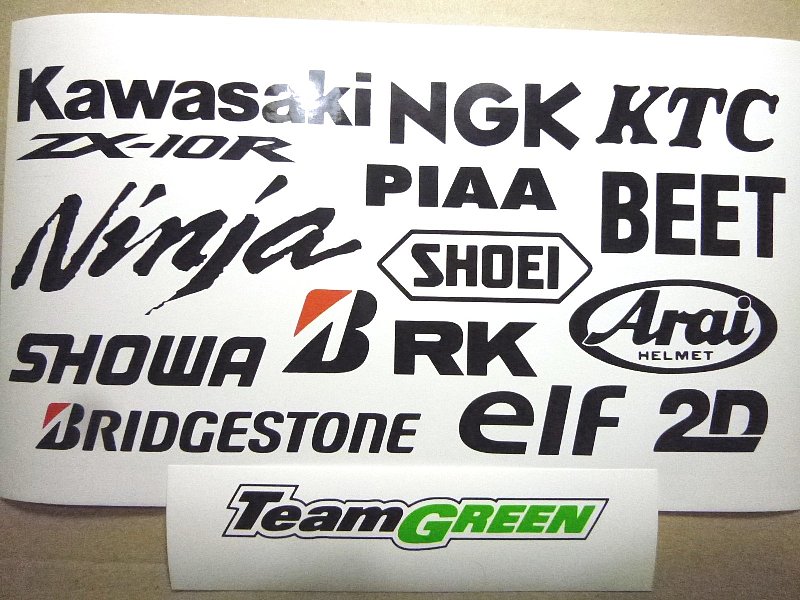 Kawasaki
ZX-10R
Ninja
NGK
KTC
PIAA
BEET
SHOEI
Arai
HELMET
SHOWA
B
RK
BRIDGESTONE
elf
2D
TeamGREEN